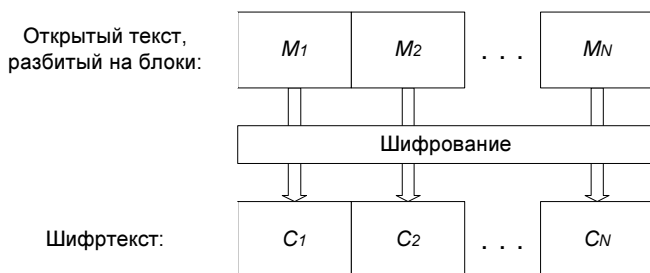 Открытый текст,
разбитый на блоки:
M1 M2 . . . MN
Шифрование
Шифртекст:
C1 C2 . . . CN